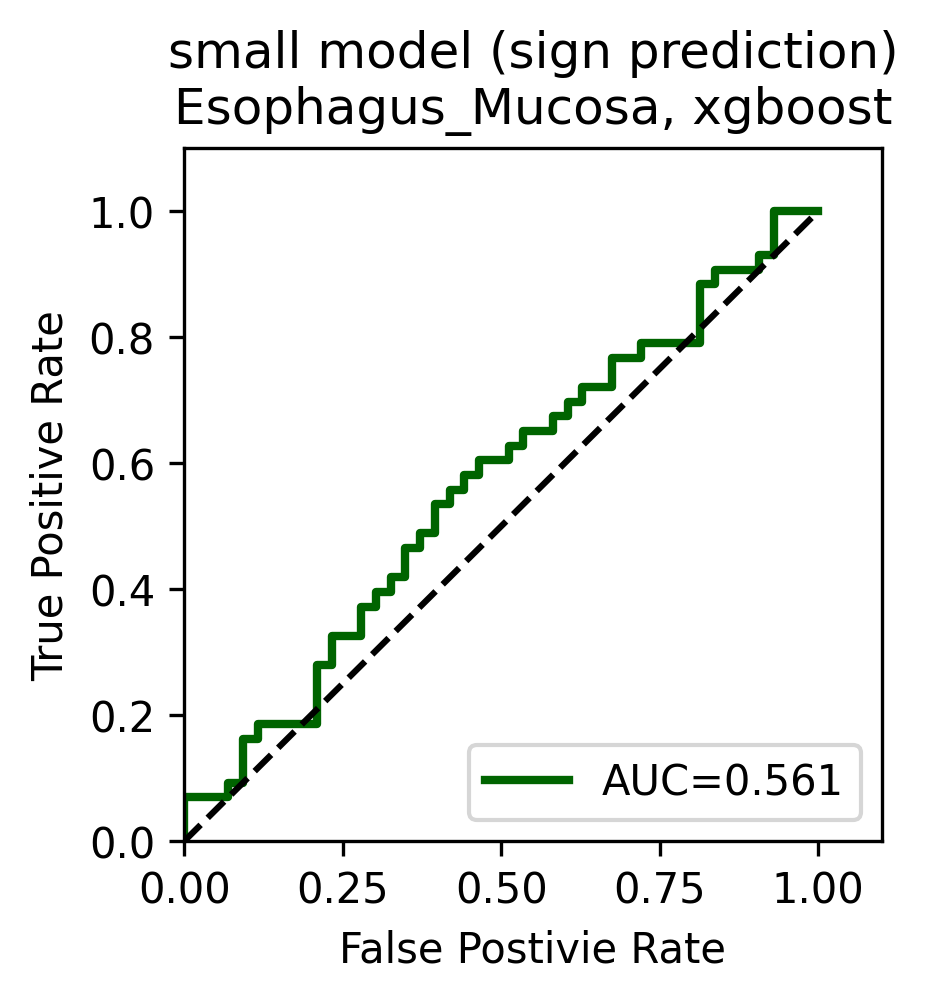 small model (sign prediction)
Esophagus_Mucosa, xgboost
1.0
0.8
0.6
0.4
0.2
0.0
True Positive Rate
AUC=0.561
0.00 0.25 0.50 0.75 1.00
False Postivie Rate